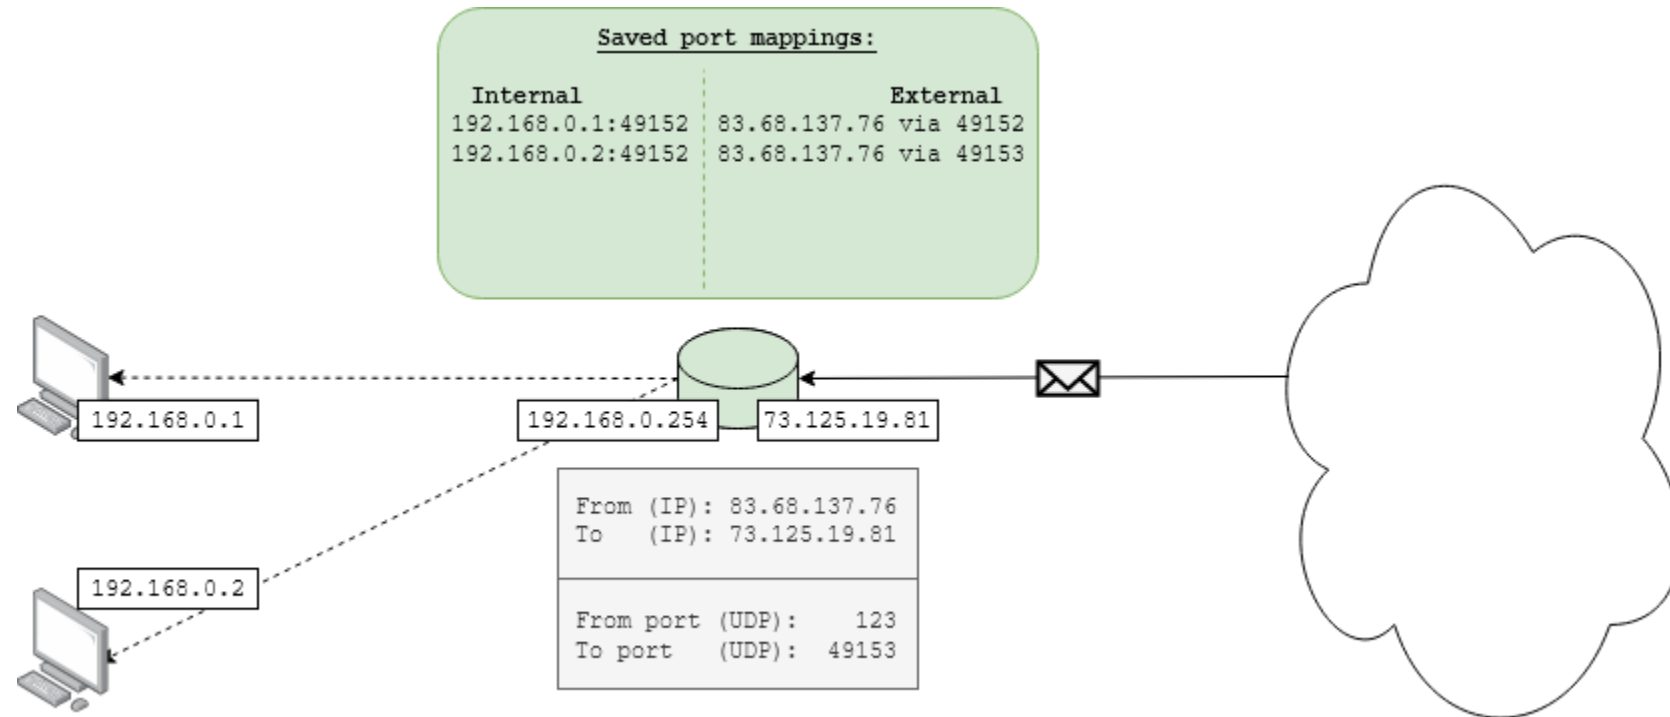 Saved port mappings:
Internal External
192.168.0.1:49152 83.68.137.76 via 49152
192.168.0.2:49152 83.68.137.76 via 49153
192.168.0.1
192.168.0.254
73.125.19.81
From (IP): 83.68.137.76
To (IP): 73.125.19.81
192.168.0.2
From port (UDP): 123
To port (UDP): 49153